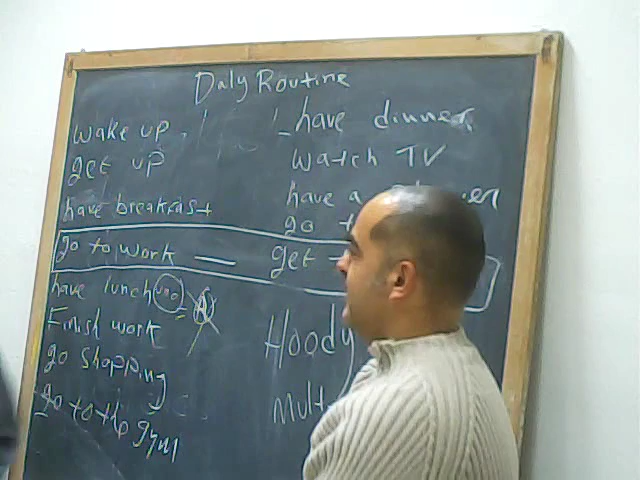 Daly Routine
wake up
get up
have breakfast
go to work
have lunch
Finish work
go shopping
go to the gym
have dinner
watch TV
have a
go
get
Hoody
Mult